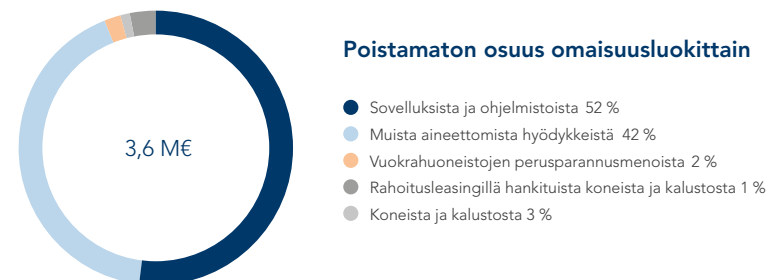 Poistamaton osuus omaisuusluokittain
3,6 M€
Sovelluksista ja ohjelmistoista 52 %
Muista aineettomista hyödykkeistä 42 %
Vuokrahuoneistojen perusparannusmenoista 2 %
Rahoitusleasingillä hankituista koneista ja kalustosta 1 %
Koneista ja kalustosta 3 %